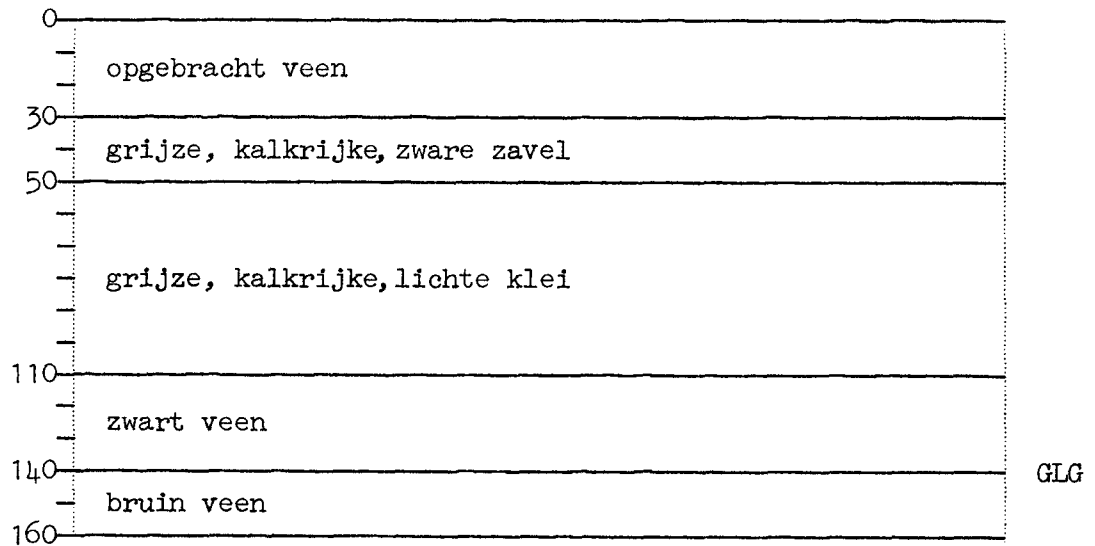 0
opgebracht veen
30
grijze, kalkrijke, zware zavel
50
grijze, kalkrijke, lichte klei
110
zwart veen
140 GLG
bruin veen
160